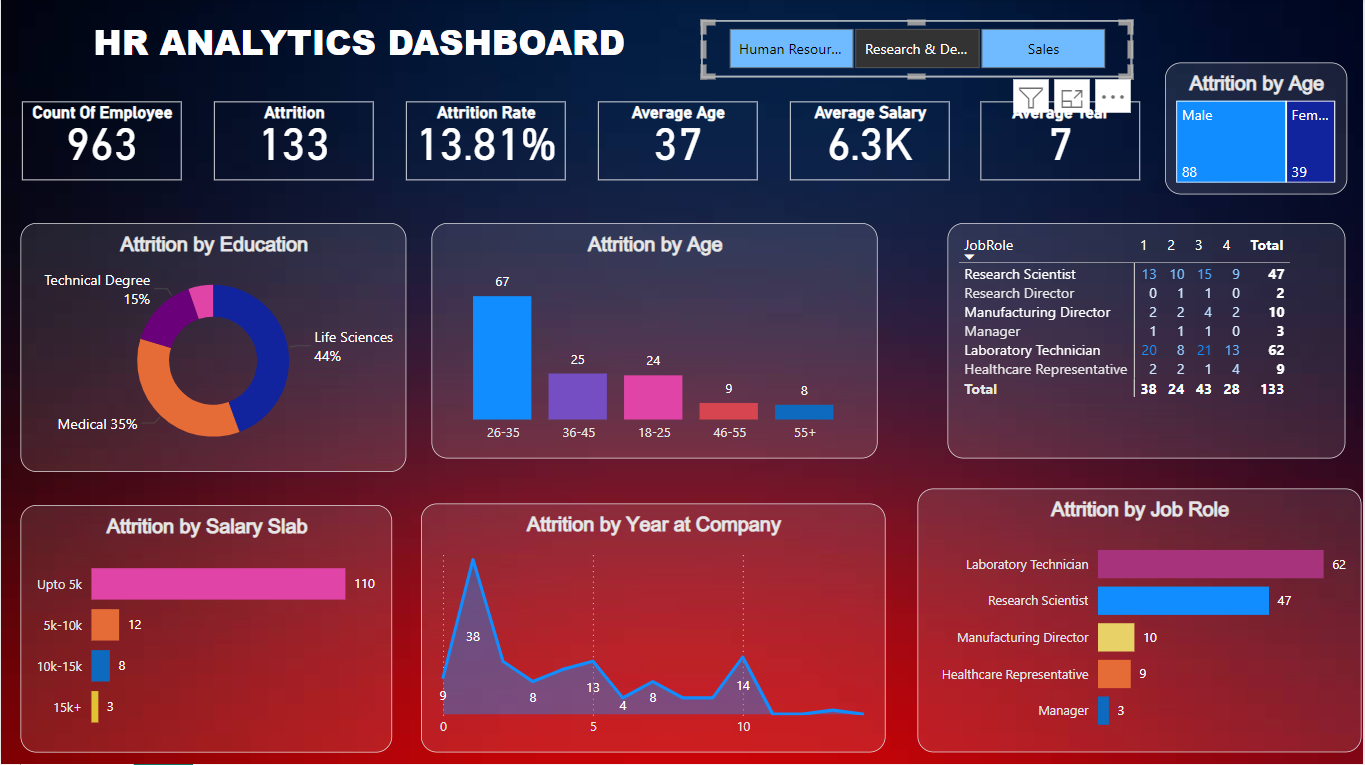 HR ANALYTICS DASHBOARD
Human Resour...
Research & De...
Sales
Count Of Employee
963
Attrition
133
Attrition Rate
13.81%
Average Age
37
Average Salary
6.3K
Average Year
7
Attrition by Age
Male
88
Fem...
39
Attrition by Education
Technical Degree
15%
Life Sciences
44%
Medical 35%
Attrition by Age
67
25
24
9
8
26-35 36-45 18-25 46-55 55+
JobRole 1 2 3 4 Total
Research Scientist 13 10 15 9 47
Research Director 0 1 1 0 2
Manufacturing Director 2 2 4 2 10
Manager 1 1 1 0 3
Laboratory Technician 20 8 21 13 62
Healthcare Representative 2 2 1 4 9
Total 38 24 43 28 133
Attrition by Salary Slab
Upto 5k 110
5k-10k 12
10k-15k 8
15k+ 3
Attrition by Year at Company
9
38
8
13
4
8
14
0 5 10
Attrition by Job Role
Laboratory Technician 62
Research Scientist 47
Manufacturing Director 10
Healthcare Representative 9
Manager 3